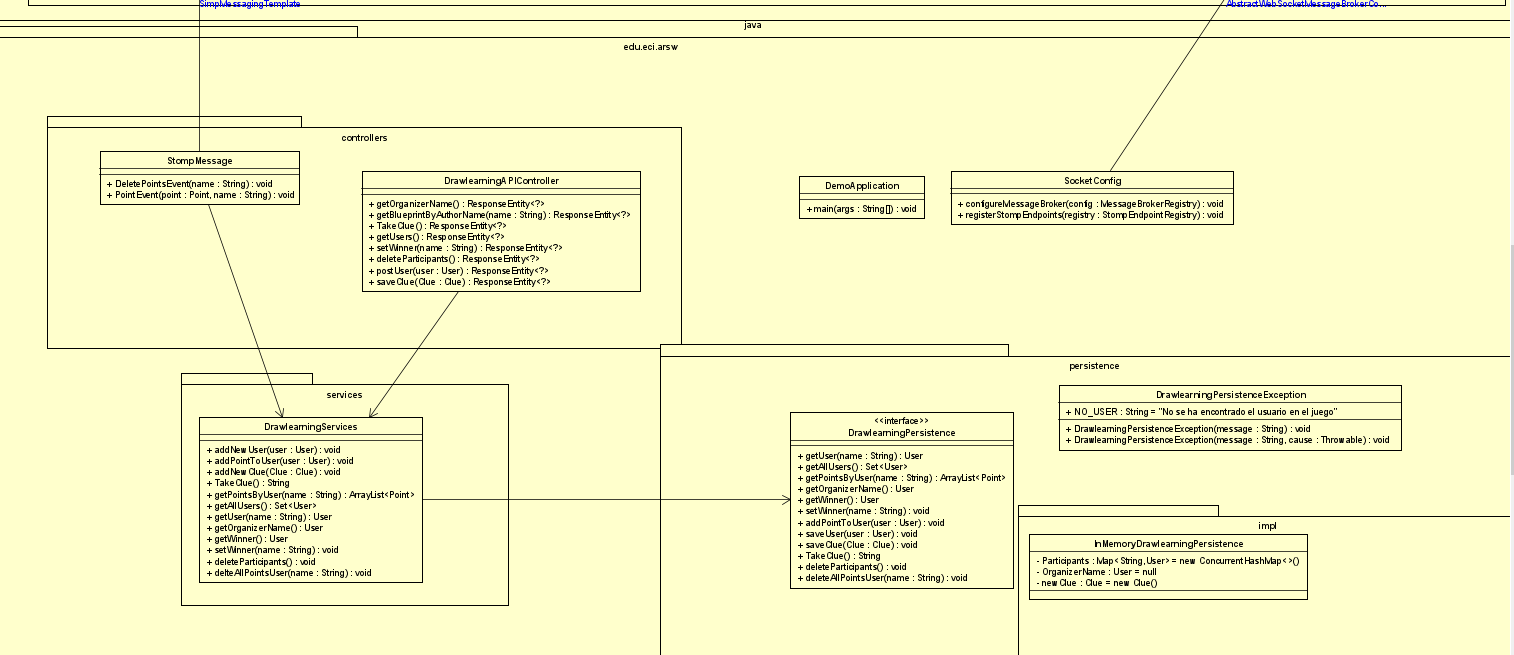 SimpMessagingTemplate
AbstractWebSocketMessageBrokerCo...
java
edu.eci.arsw
controllers
StompMessage
+ DeletePointsEvent(name : String) : void
+ PointEvent(point : Point, name : String) : void
DrawlearningAPIController
+ getOrganizerName() : ResponseEntity<?>
+ getBlueprintByAuthorName(name : String) : ResponseEntity<?>
+ TakeClue() : ResponseEntity<?>
+ getUsers() : ResponseEntity<?>
+ setWinner(name : String) : ResponseEntity<?>
+ deleteParticipants() : ResponseEntity<?>
+ postUser(user : User) : ResponseEntity<?>
+ saveClue(Clue : Clue) : ResponseEntity<?>
DemoApplication
+ main(args : String[]) : void
SocketConfig
+ configureMessageBroker(config : MessageBrokerRegistry) : void
+ registerStompEndpoints(registry : StompEndpointRegistry) : void
services
DrawlearningServices
+ addNewUser(user : User) : void
+ addPointToUser(user : User) : void
+ addNewClue(Clue : Clue) : void
+ TakeClue() : String
+ getPointsByUser(name : String) : ArrayList<Point>
+ getAllUsers() : Set<User>
+ getUser(name : String) : User
+ getOrganizerName() : User
+ getWinner() : User
+ setWinner(name : String) : void
+ deleteParticipants() : void
+ delteAllPointsUser(name : String) : void
persistence
<<interface>>
DrawlearningPersistence
+ getUser(name : String) : User
+ getAllUsers() : Set<User>
+ getPointsByUser(name : String) : ArrayList<Point>
+ getOrganizerName() : User
+ getWinner() : User
+ setWinner(name : String) : void
+ addPointToUser(user : User) : void
+ saveUser(user : User) : void
+ saveClue(Clue : Clue) : void
+ TakeClue() : String
+ deleteParticipants() : void
+ deleteAllPointsUser(name : String) : void
DrawlearningPersistenceException
+ NO_USER : String = "No se ha encontrado el usuario en el juego"
+ DrawlearningPersistenceException(message : String) : void
+ DrawlearningPersistenceException(message : String, cause : Throwable) : void
impl
InMemoryDrawlearningPersistence
- Participants : Map<String,User> = new ConcurrentHashMap<>()
- OrganizerName : User = null
- newClue : Clue = new Clue()